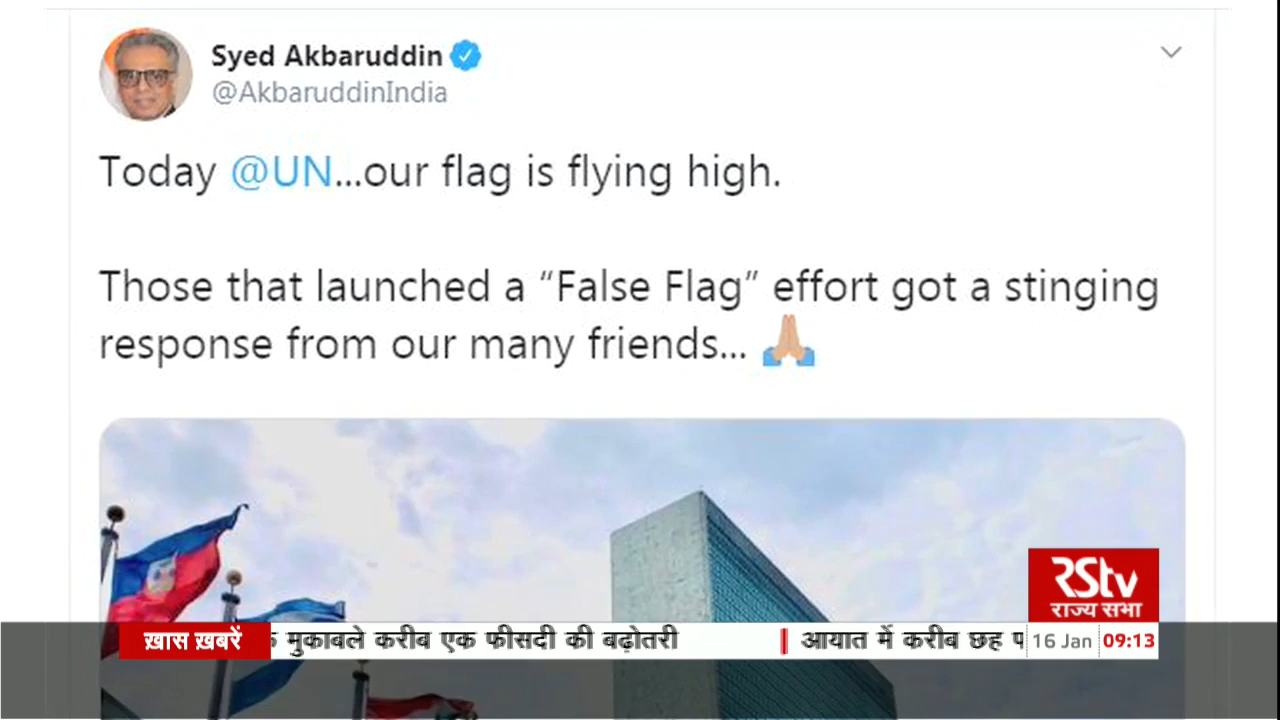 Syed Akbaruddin
@AkbaruddinIndia
Today @UN...our flag is flying high.
Those that launched a “False Flag” effort got a stinging
response from our many friends...
RStv
राज्य सभा
ख़ास ख़बरें
मुकाबले करीब एक फीसदी की बढ़ोतरी
आयात में करीब छह
16 Jan
09:13